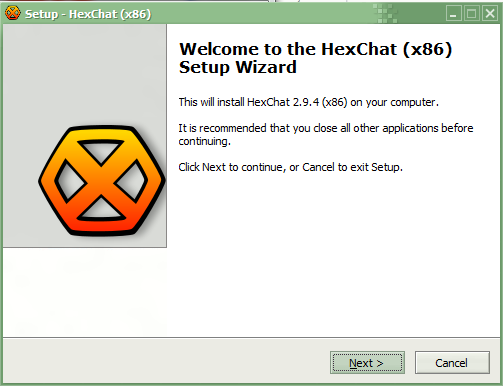 Setup - HexChat (x86)
Welcome to the HexChat (x86)
Setup Wizard
This will install HexChat 2.9.4 (x86) on your computer.
It is recommended that you close all other applications before
continuing.
Click Next to continue, or Cancel to exit Setup.
Next >
Cancel